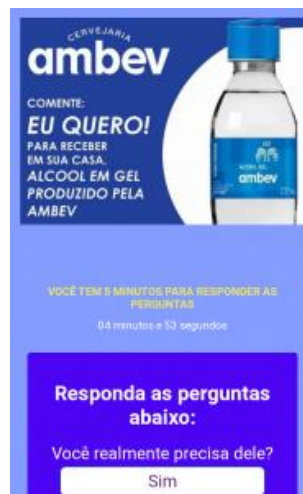 CERVEJARIA
ambev
COMENTE:
EU QUERO!
PARA RECEBER
EM SUA CASA,
ALCOOL EM GEL
PRODUZIDO PELA
AMBEV
ambev
VOCÊ TEM 5 MINUTOS PARA RESPONDER AS
PERGUNTAS
04 minutos e 53 segundos
Responda as perguntas
abaixo:
Você realmente precisa dele?
Sim